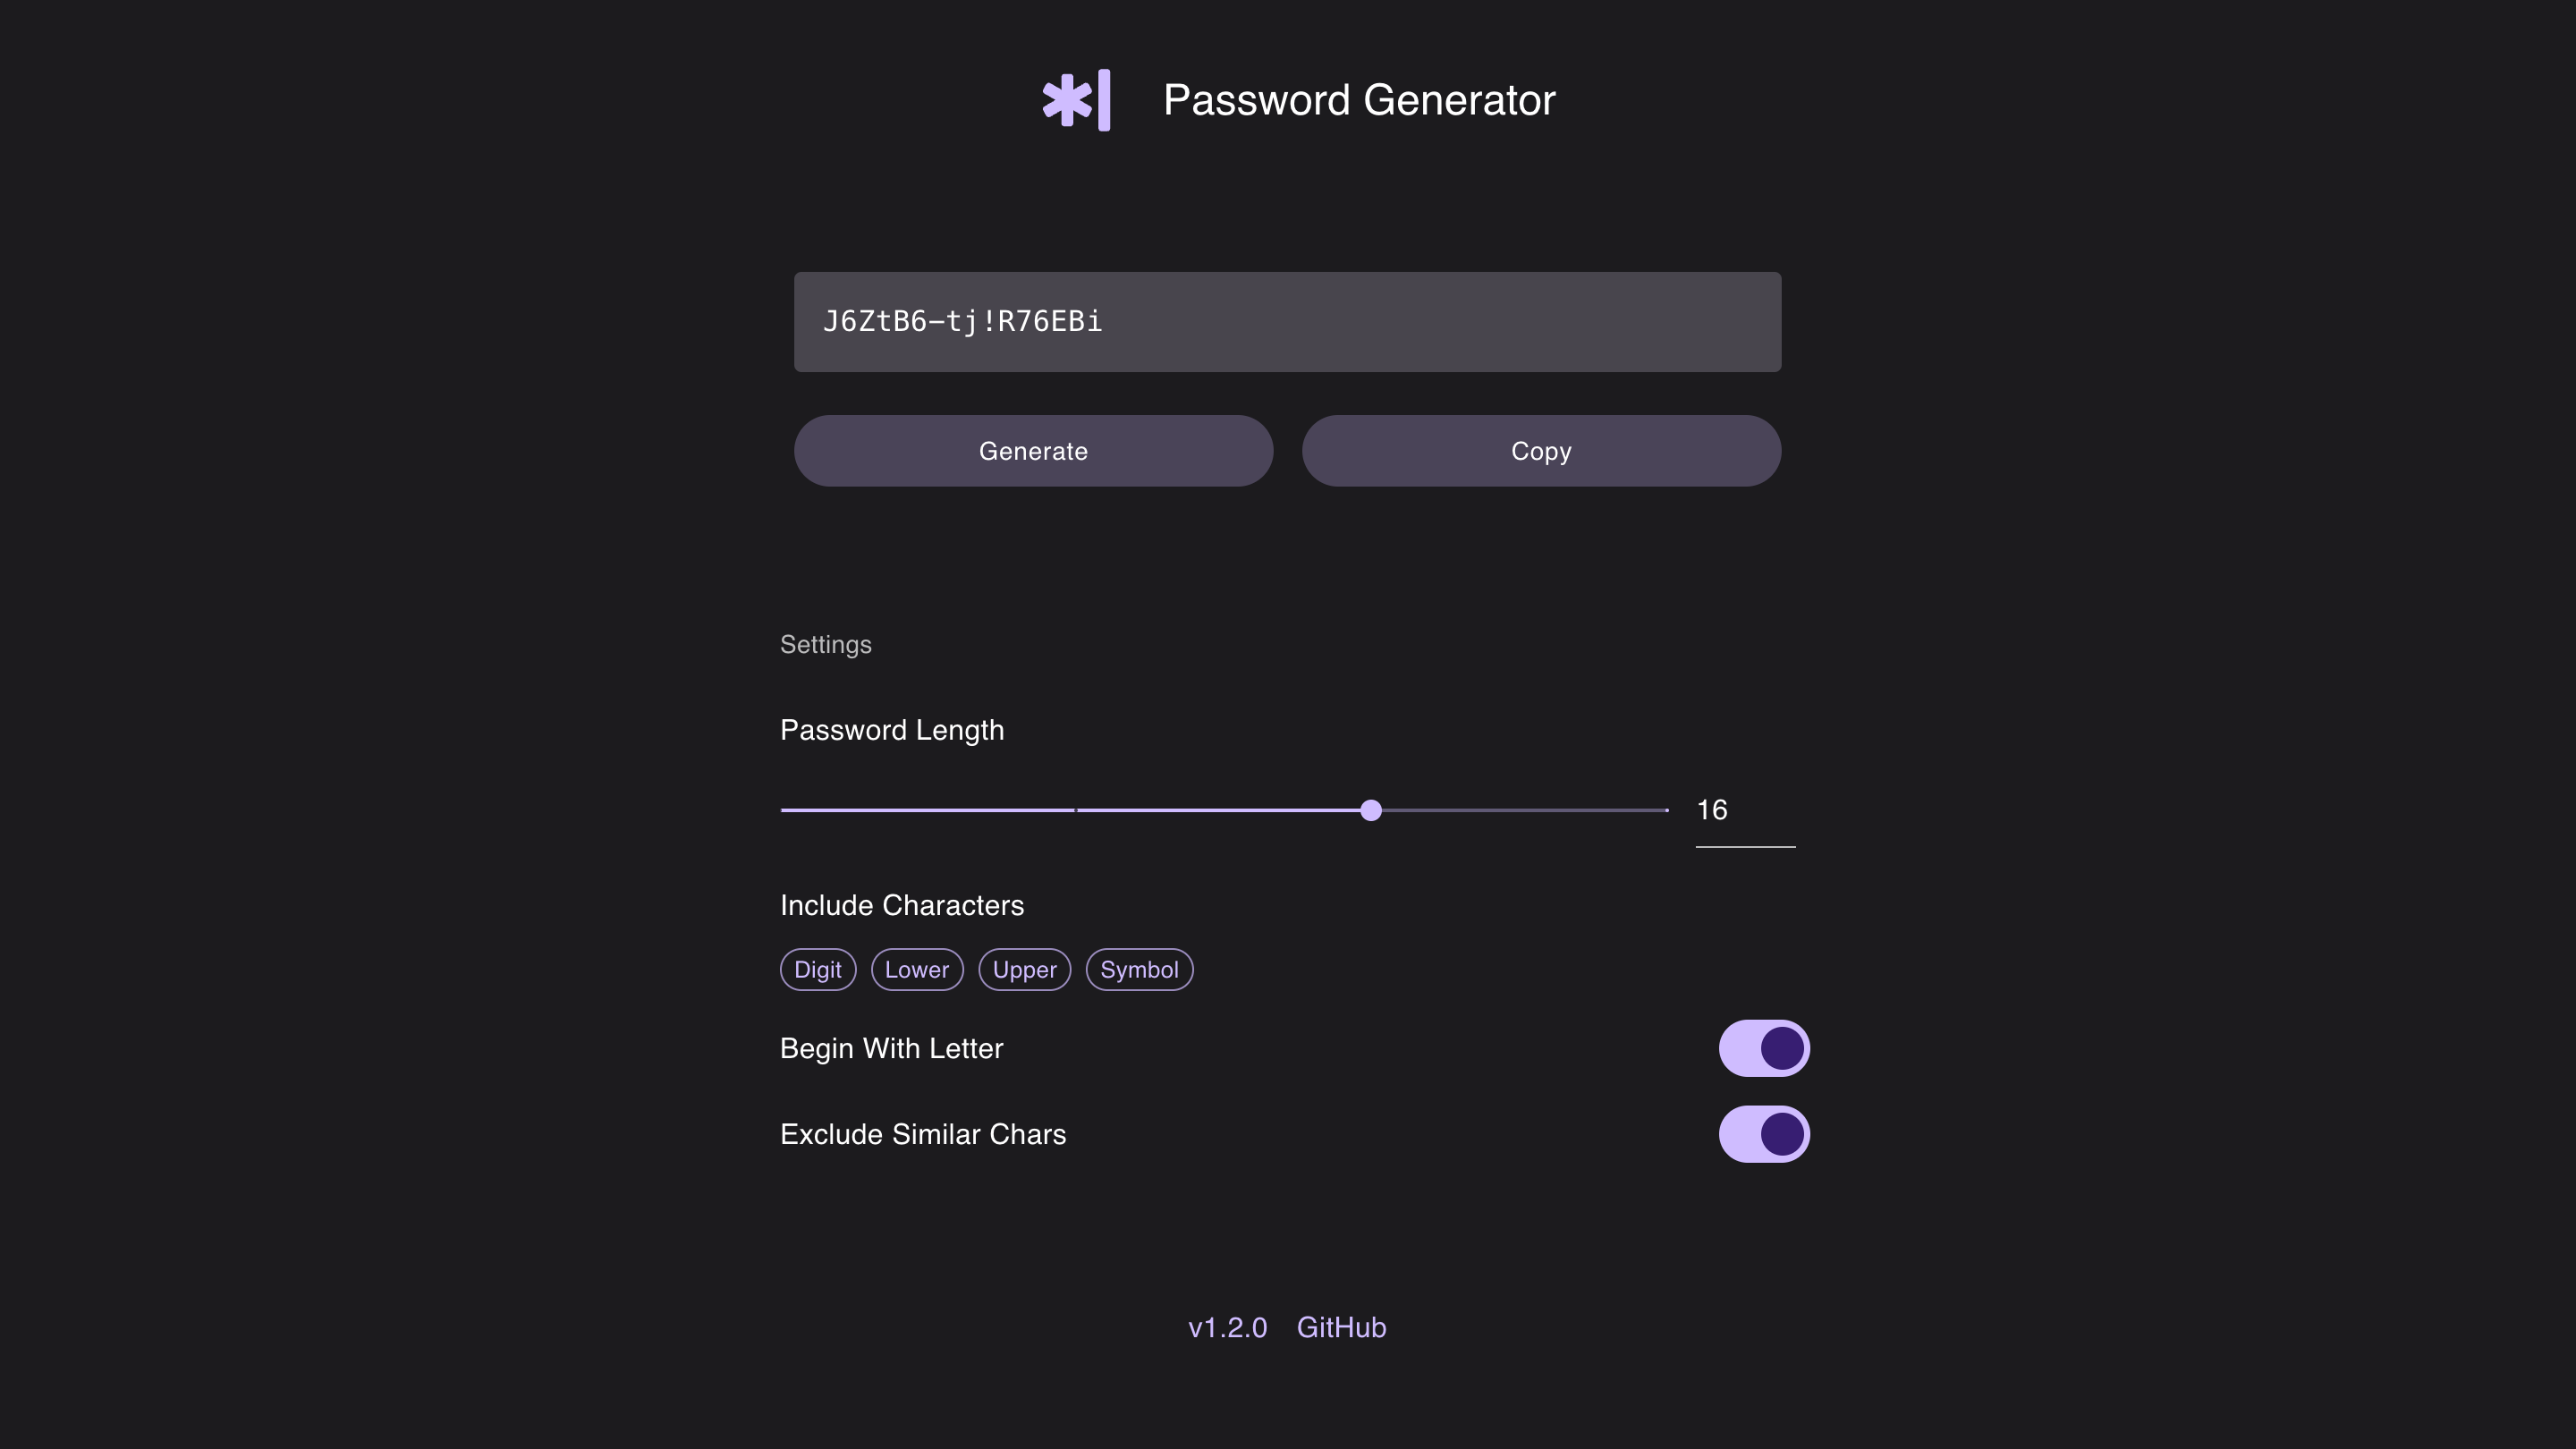 Password Generator
J6ZtB6-tj!R76EBi
Generate Copy
Settings
Password Length
16
Include Characters
Digit Lower Upper Symbol
Begin With Letter
Exclude Similar Chars
v1.2.0 GitHub